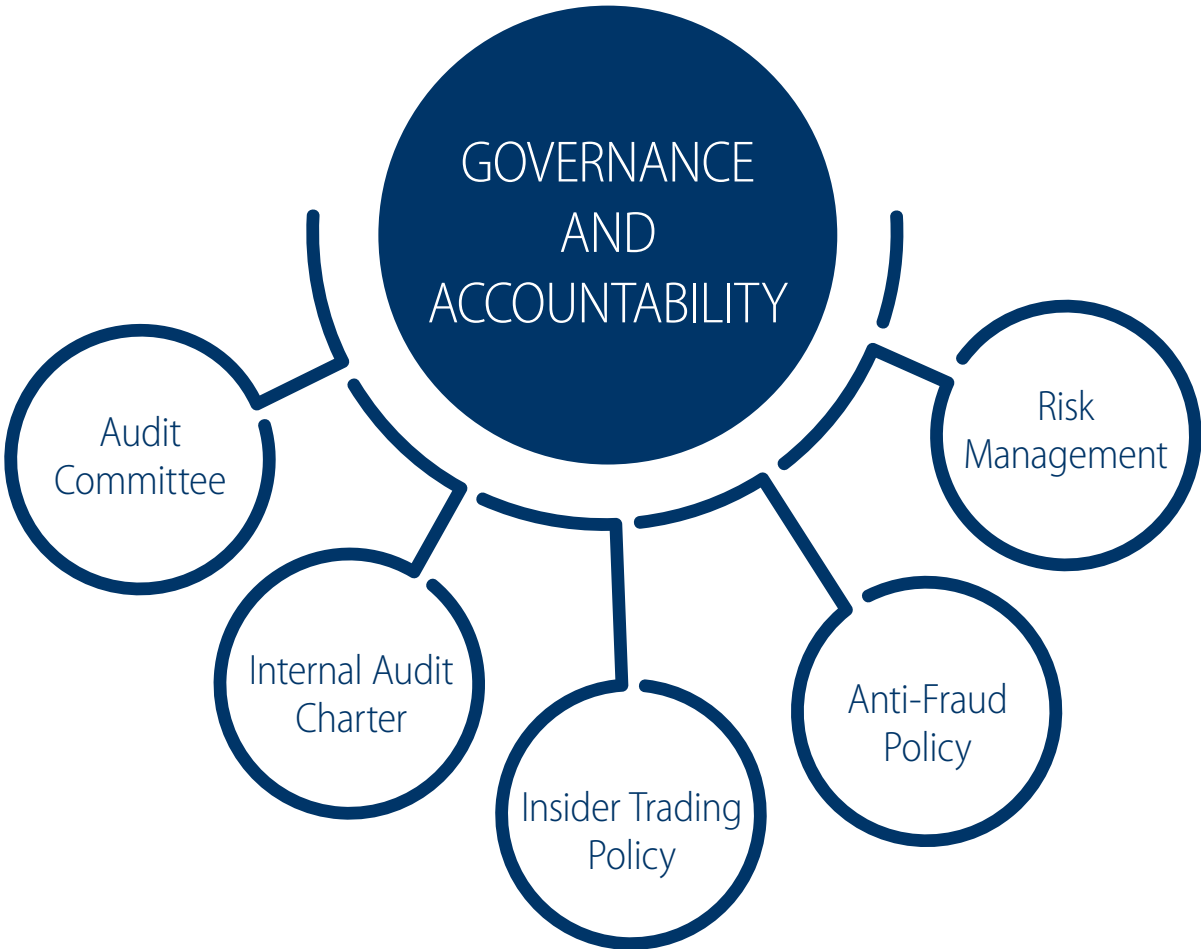 GOVERNANCE
AND
ACCOUNTABILITY
Audit
Committee
Internal Audit
Charter
Insider Trading
Policy
Anti-Fraud
Policy
Risk
Management